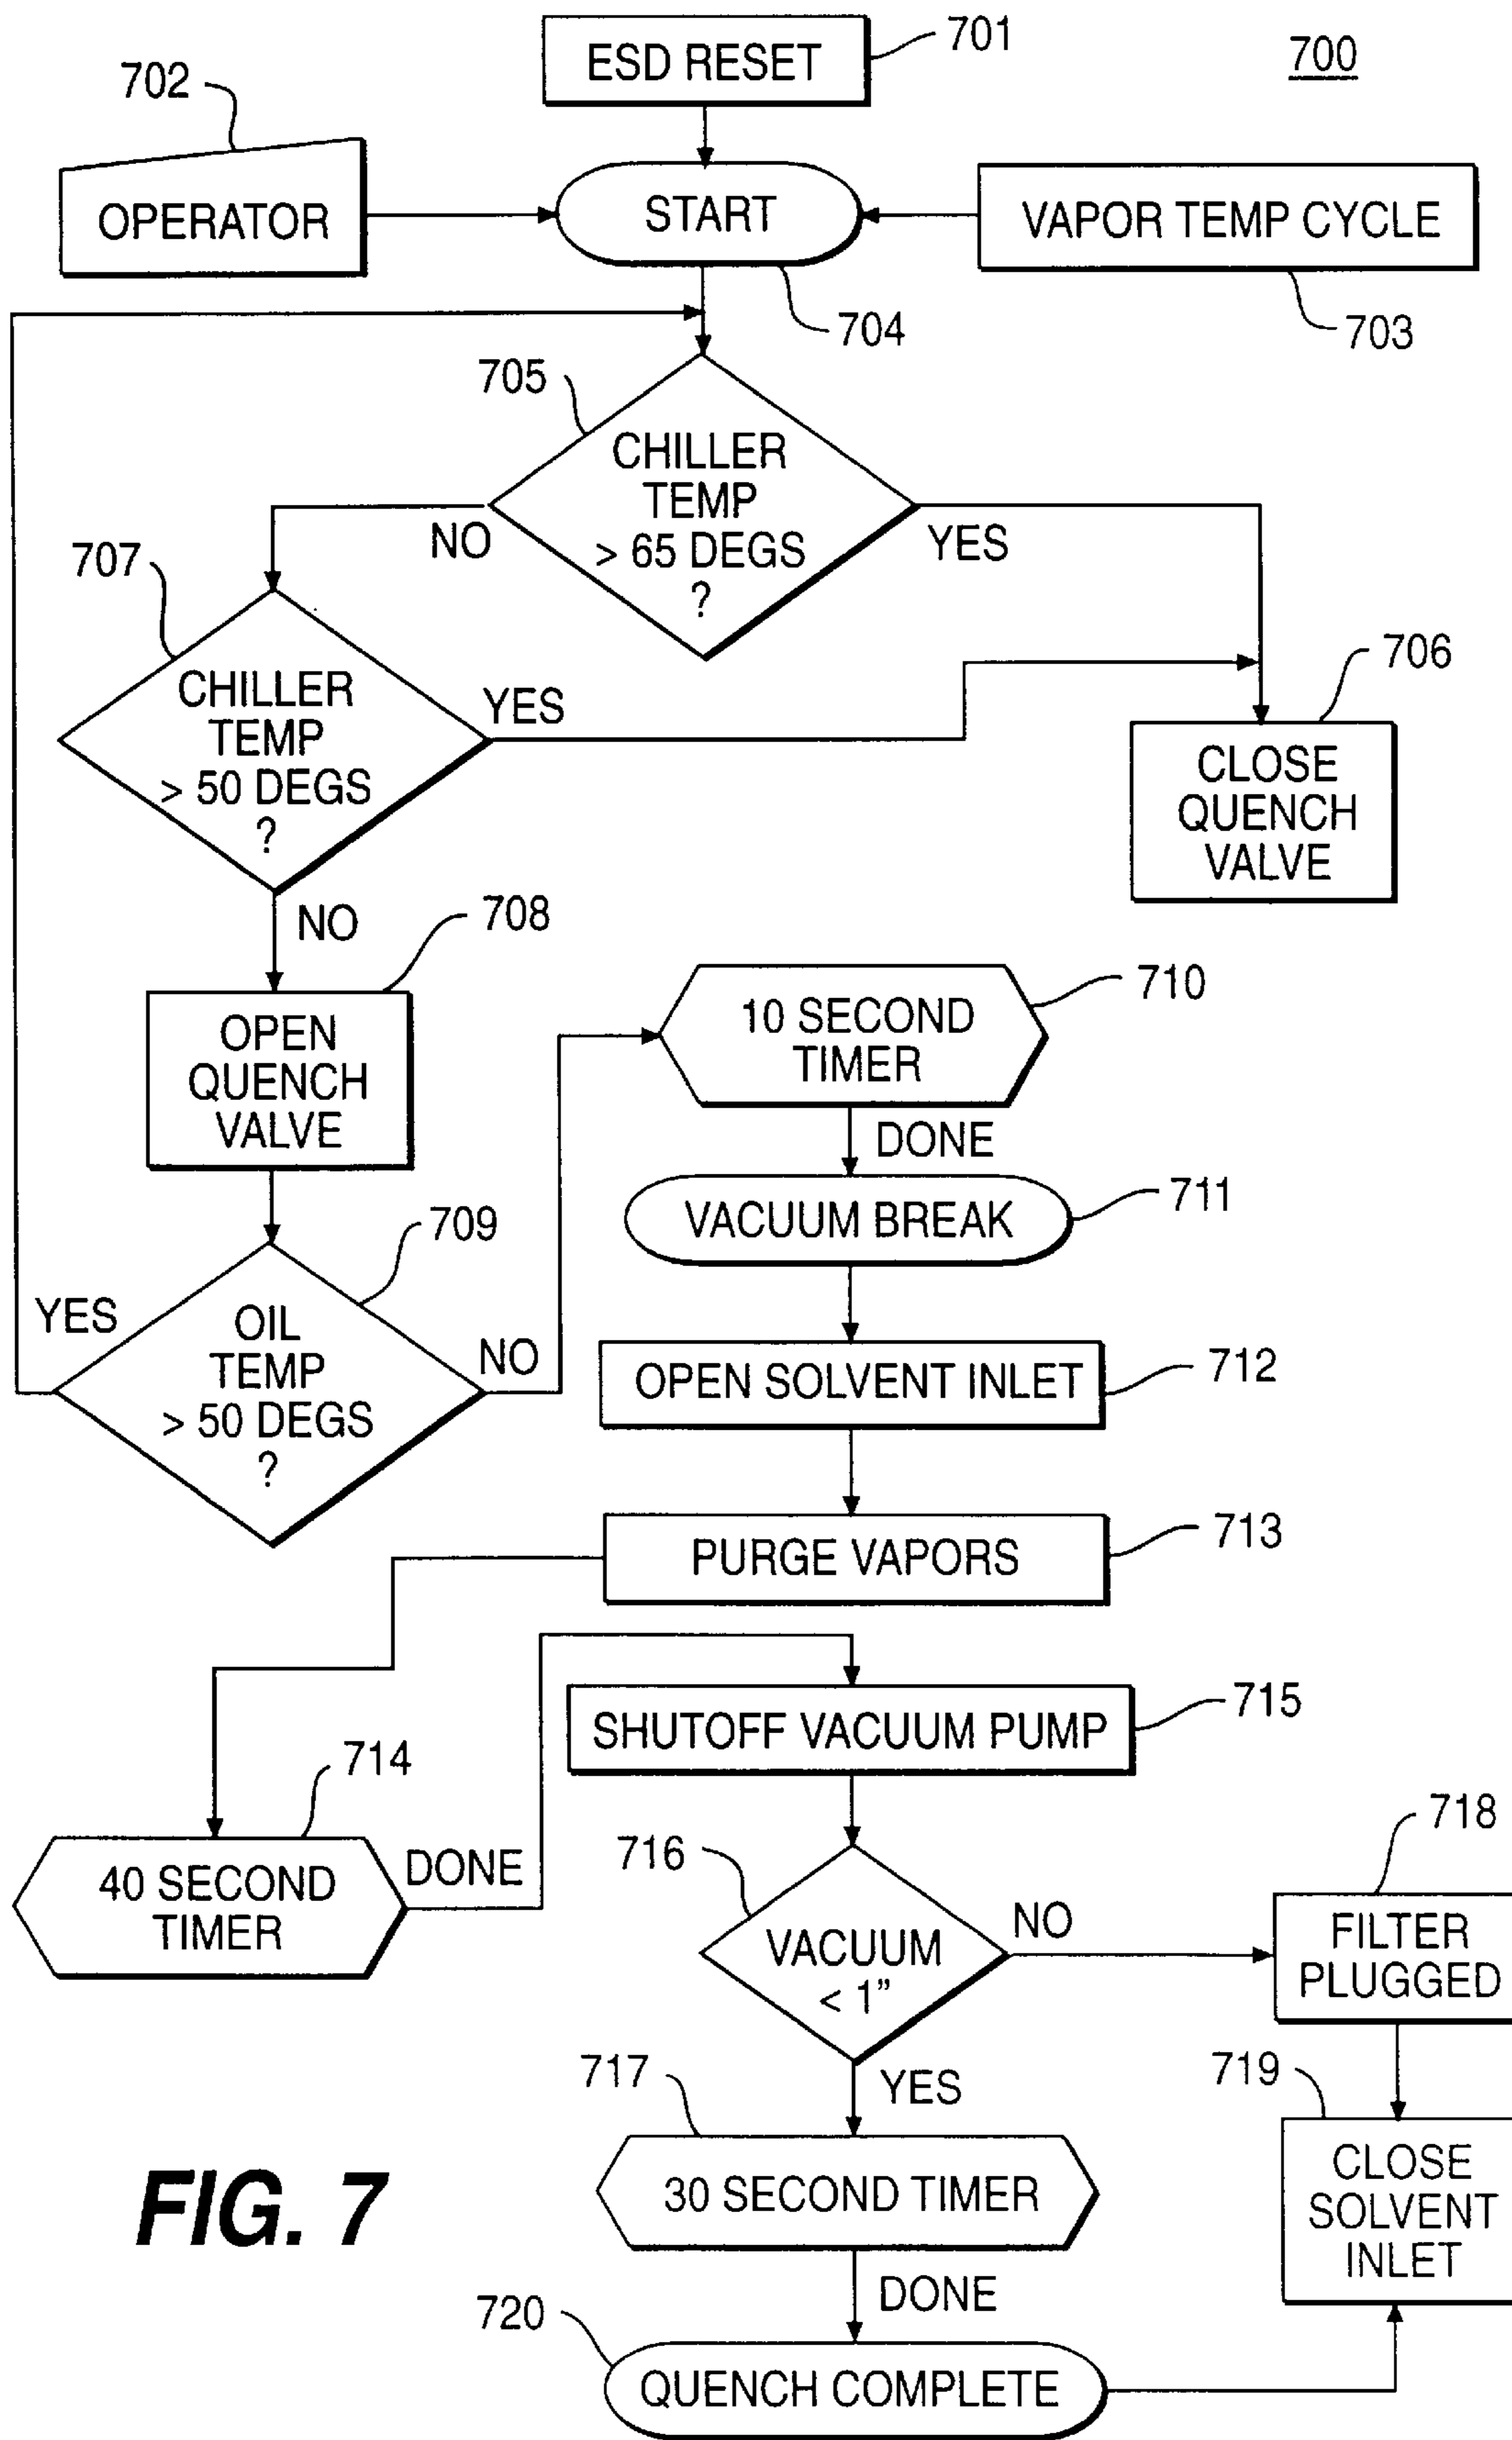 701
ESD RESET
700
702
OPERATOR
START
VAPOR TEMP CYCLE
704
703
705
CHILLER
TEMP
> 65 DEGS
?
NO
YES
707
CHILLER
TEMP
> 50 DEGS
?
YES
706
CLOSE
QUENCH
VALVE
NO
708
OPEN
QUENCH
VALVE
710
10 SECOND
TIMER
DONE
711
VACUUM BREAK
709
YES
OIL
TEMP
> 50 DEGS
?
NO
712
OPEN SOLVENT INLET
713
PURGE VAPORS
715
SHUTOFF VACUUM PUMP
714
40 SECOND
TIMER
DONE
716
VACUUM
< 1”
NO
718
FILTER
PLUGGED
YES
717
30 SECOND TIMER
719
CLOSE
SOLVENT
INLET
FIG. 7
DONE
720
QUENCH COMPLETE